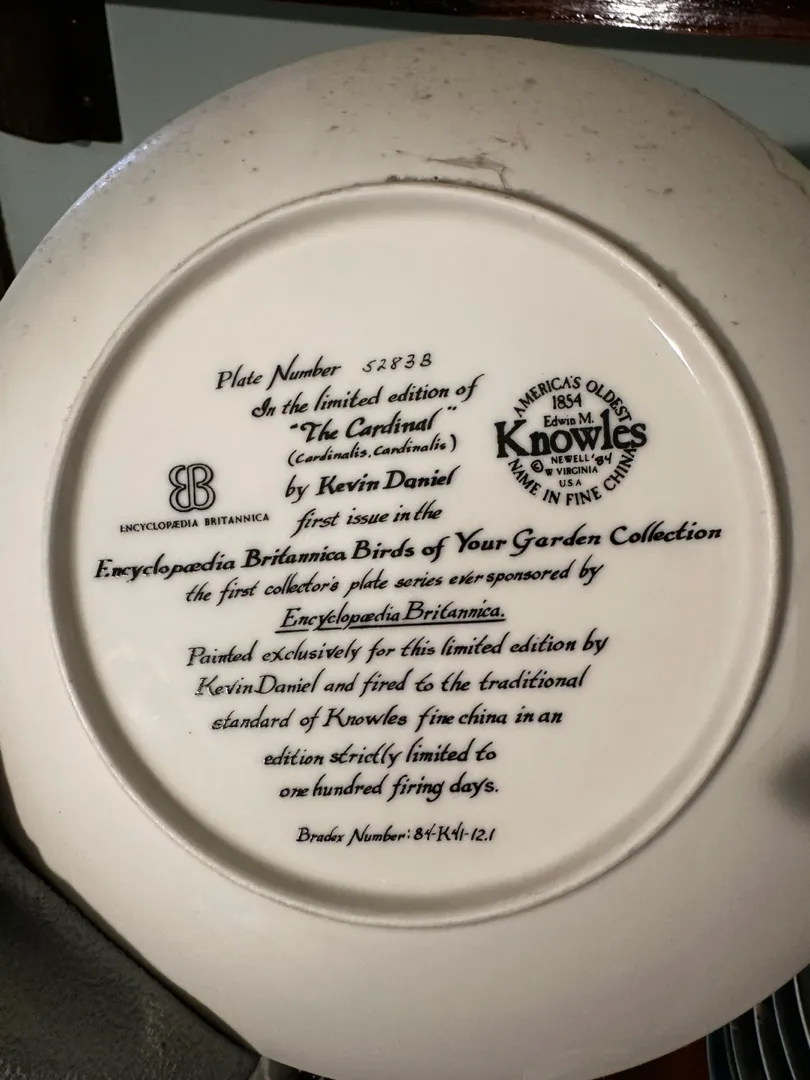 Plate Number 5283B
In the limited edition of
"The Cardinal"
(Cardinalis, Cardinalis)
by Kevin Daniel
first issue in the
Encyclopædia Britannica Birds of Your Garden Collection
the first collector's plate series ever sponsored by
Encyclopædia Britannica.
Painted exclusively for this limited edition by
Kevin Daniel and fired to the traditional
standard of Knowles fine china in an
edition strictly limited to
one hundred firing days.
Bradex Number: 84-K41-12.1
ENCYCLOPÆDIA BRITANNICA
AMERICA'S OLDEST
1854
Edwin M.
Knowles
NEWELL '84
© W VIRGINIA
USA
NAME IN FINE CHINA